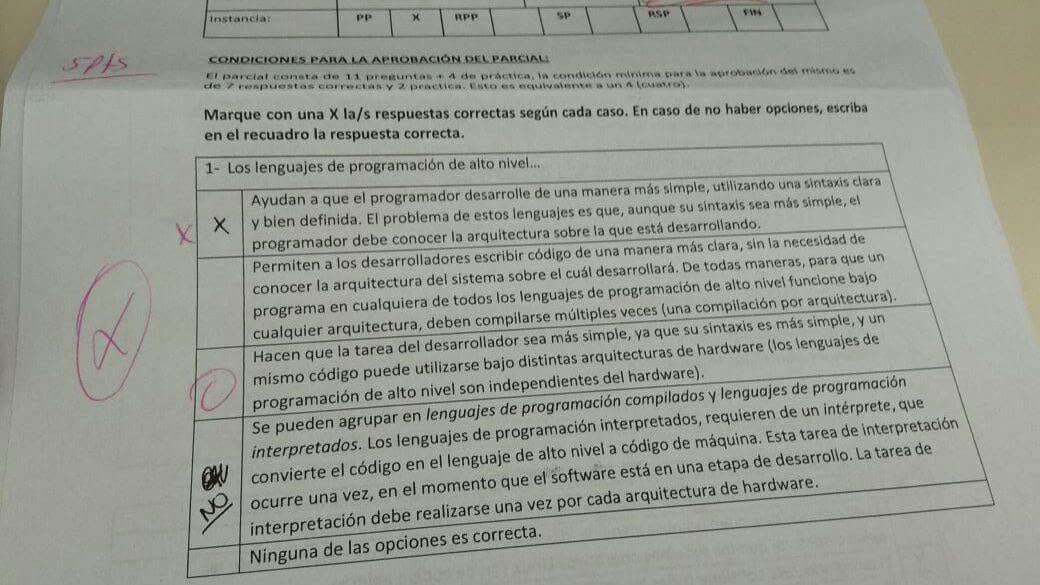 Instancia: PP X RPP SP RSP FIN
5pts
CONDICIONES PARA LA APROBACIÓN DEL PARCIAL:
El parcial consta de 11 preguntas + 4 de práctica, la condición mínima para la aprobación del mismo es
de 7 respuestas correctas y 2 practica. Esto es equivalente a un 4 (cuatro).
Marque con una X la/s respuestas correctas según cada caso. En caso de no haber opciones, escriba
en el recuadro la respuesta correcta.
1- Los lenguajes de programación de alto nivel...
X X Ayudan a que el programador desarrolle de una manera más simple, utilizando una sintaxis clara
y bien definida. El problema de estos lenguajes es que, aunque su sintaxis sea más simple, el
programador debe conocer la arquitectura sobre la que está desarrollando.
Permiten a los desarrolladores escribir código de una manera más clara, sin la necesidad de
conocer la arquitectura del sistema sobre el cuál desarrollará. De todas maneras, para que un
programa en cualquiera de todos los lenguajes de programación de alto nivel funcione bajo
cualquier arquitectura, deben compilarse múltiples veces (una compilación por arquitectura).
X
Hacen que la tarea del desarrollador sea más simple, ya que su sintaxis es más simple, y un
mismo código puede utilizarse bajo distintas arquitecturas de hardware (los lenguajes de
programación de alto nivel son independientes del hardware).
Se pueden agrupar en lenguajes de programación compilados y lenguajes de programación
interpretados. Los lenguajes de programación interpretados, requieren de un intérprete, que
convierte el código en el lenguaje de alto nivel a código de máquina. Esta tarea de interpretación
NO ocurre una vez, en el momento que el software está en una etapa de desarrollo. La tarea de
interpretación debe realizarse una vez por cada arquitectura de hardware.
Ninguna de las opciones es correcta.